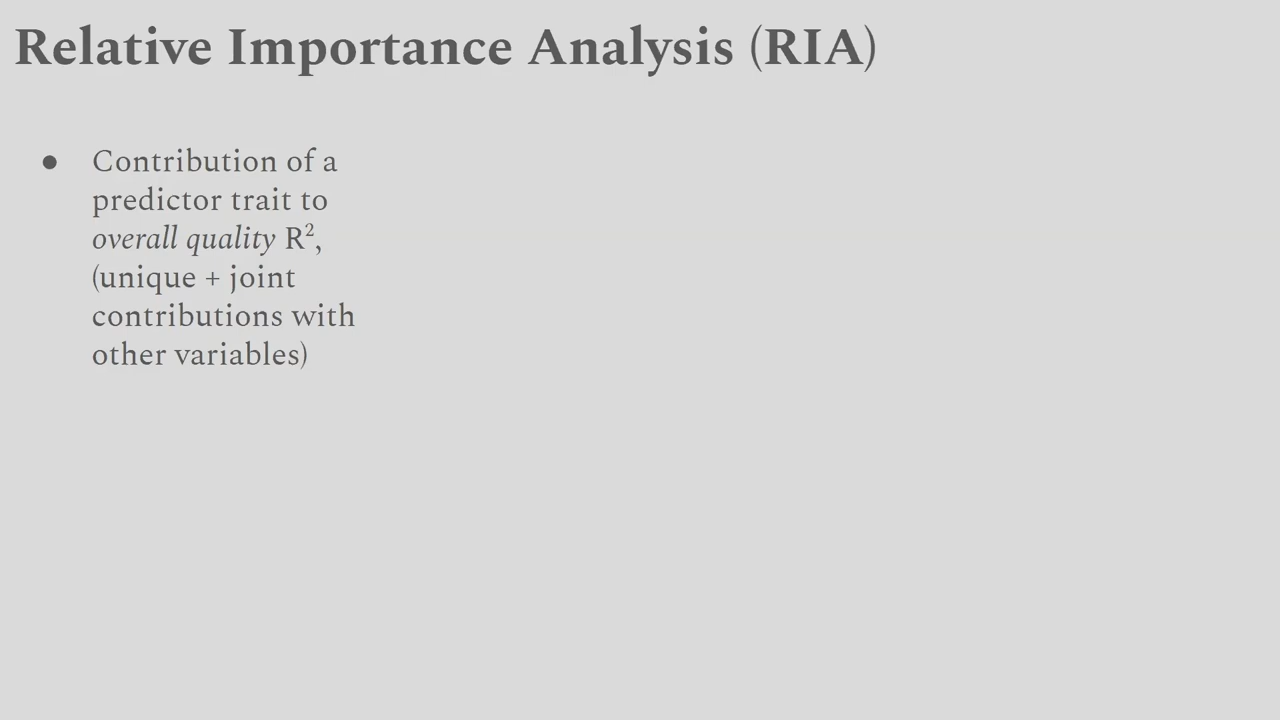 Relative Importance Analysis (RIA)
● Contribution of a
predictor trait to
overall quality R²,
(unique + joint
contributions with
other variables)